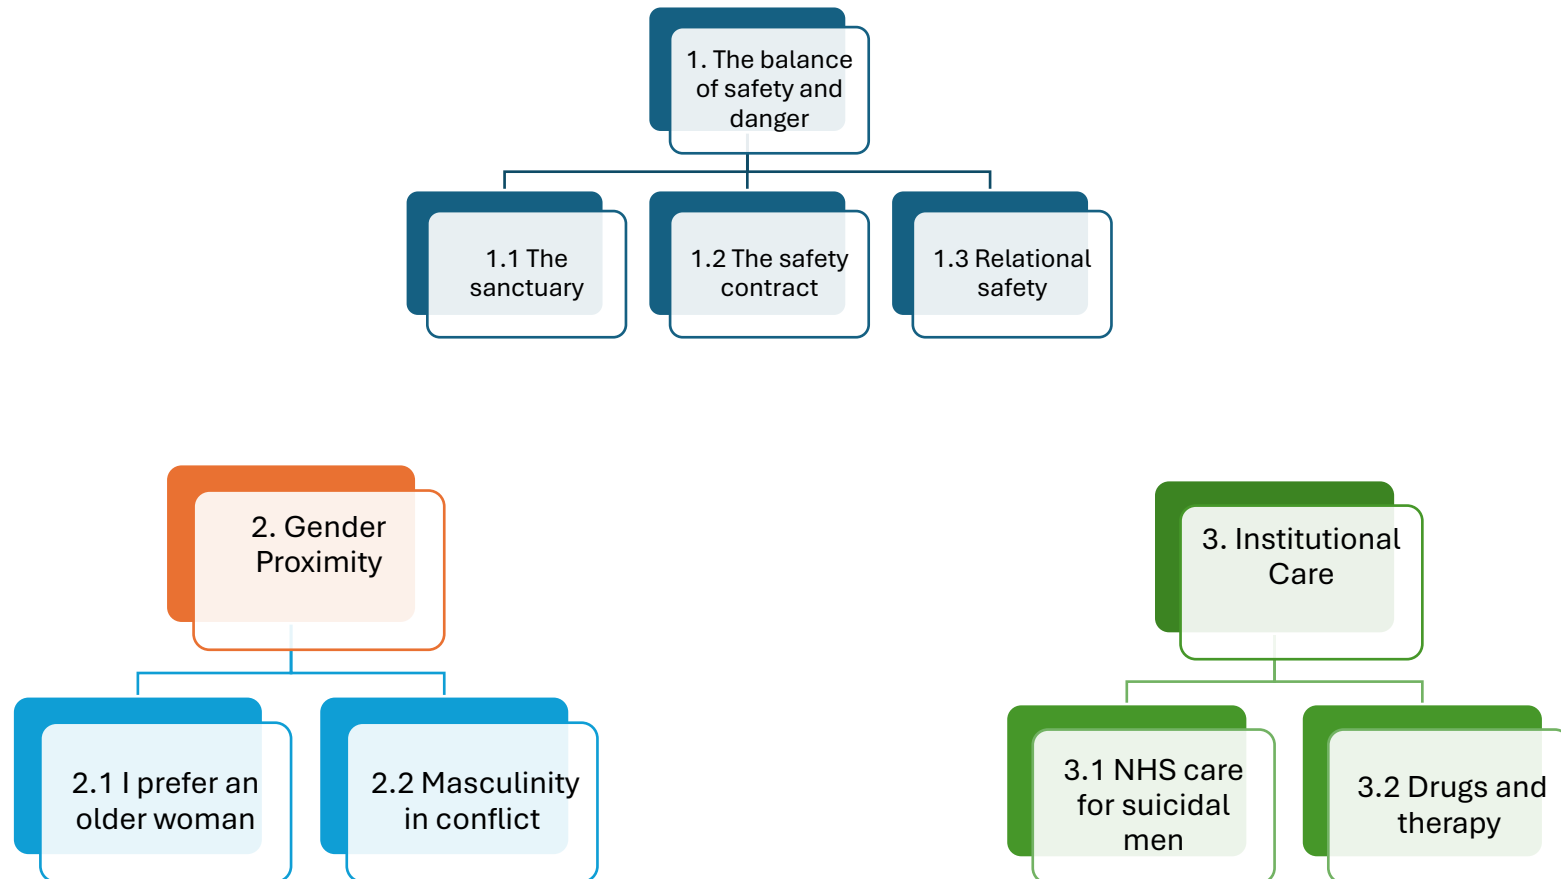 1. The balance
of safety and
danger
1.1 The
sanctuary
1.2 The safety
contract
1.3 Relational
safety
2. Gender
Proximity
2.1 I prefer an
older woman
2.2 Masculinity
in conflict
3. Institutional
Care
3.1 NHS care
for suicidal
men
3.2 Drugs and
therapy